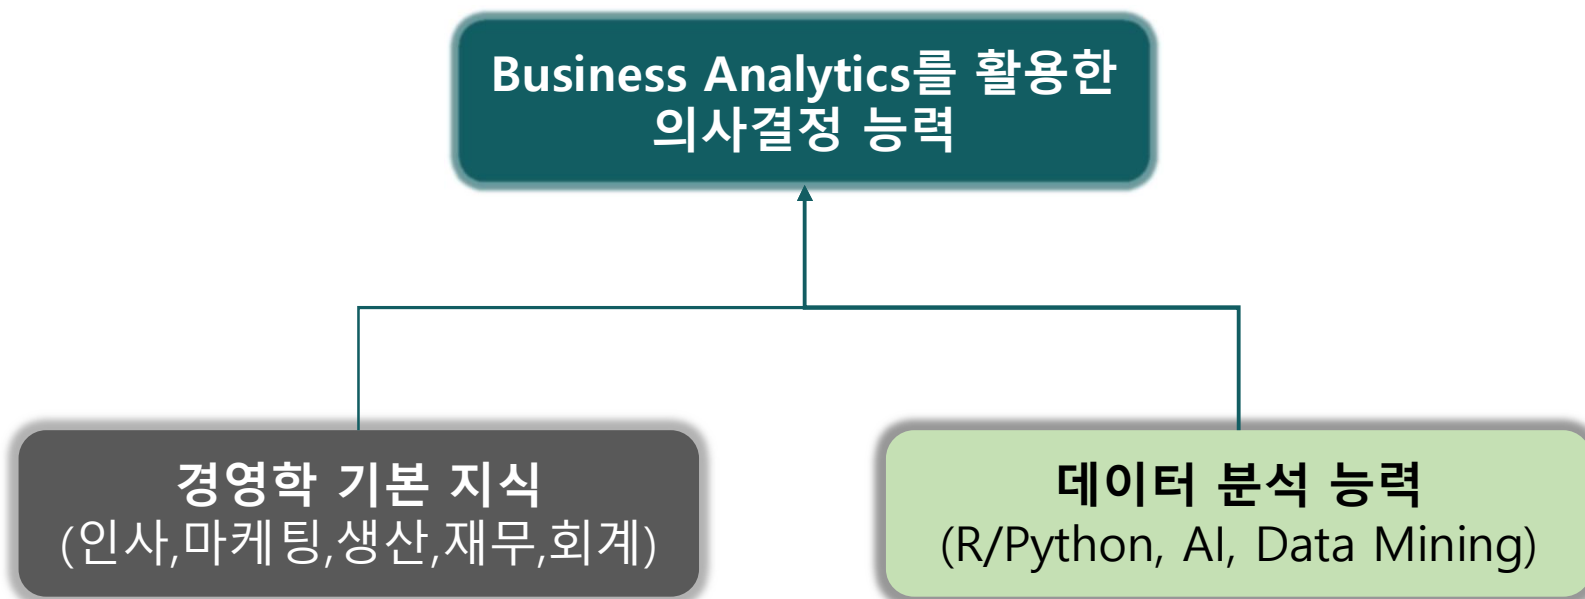 Business Analytics를 활용한
의사결정 능력
경영학 기본 지식
(인사,마케팅,생산,재무,회계)
데이터 분석 능력
(R/Python, AI, Data Mining)